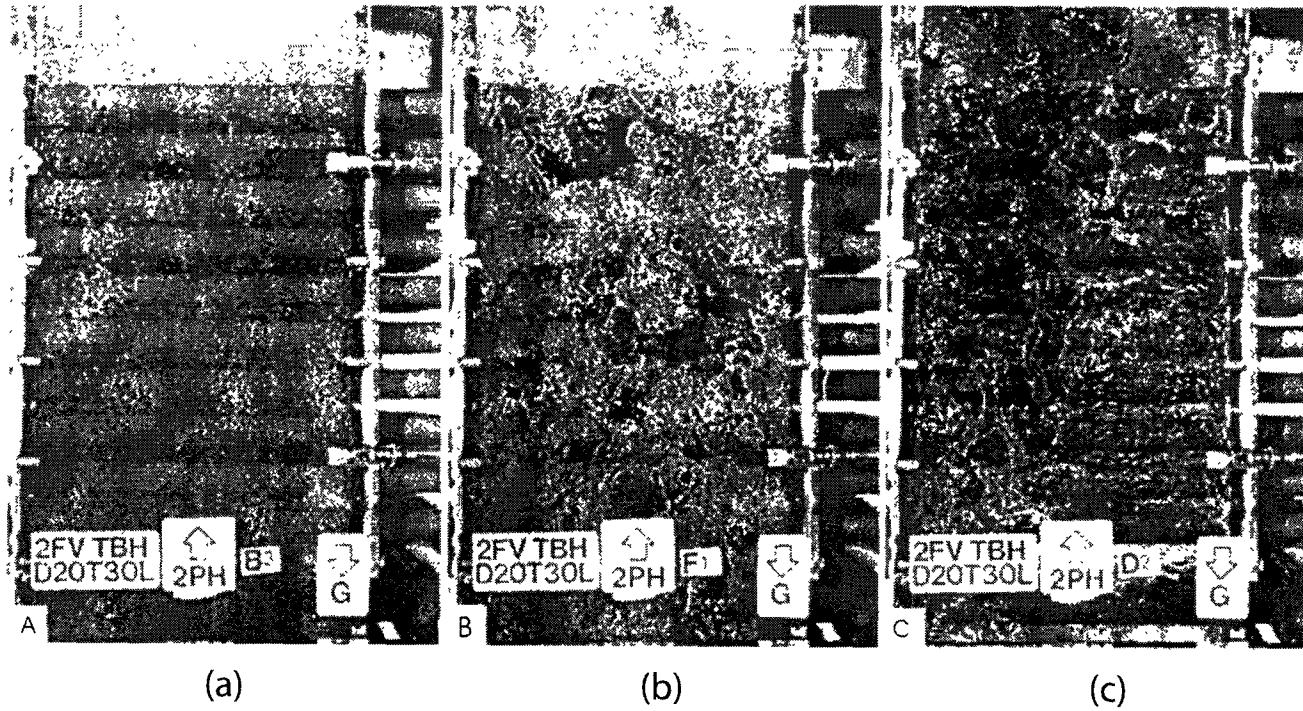 2FV TBH
D20T30L
2PH
B3
G
A
2FV TBH
D20T30L
2PH
F1
G
B
2FV TBH
D20T30L
2PH
D2
G
C
(a)
(b)
(c)